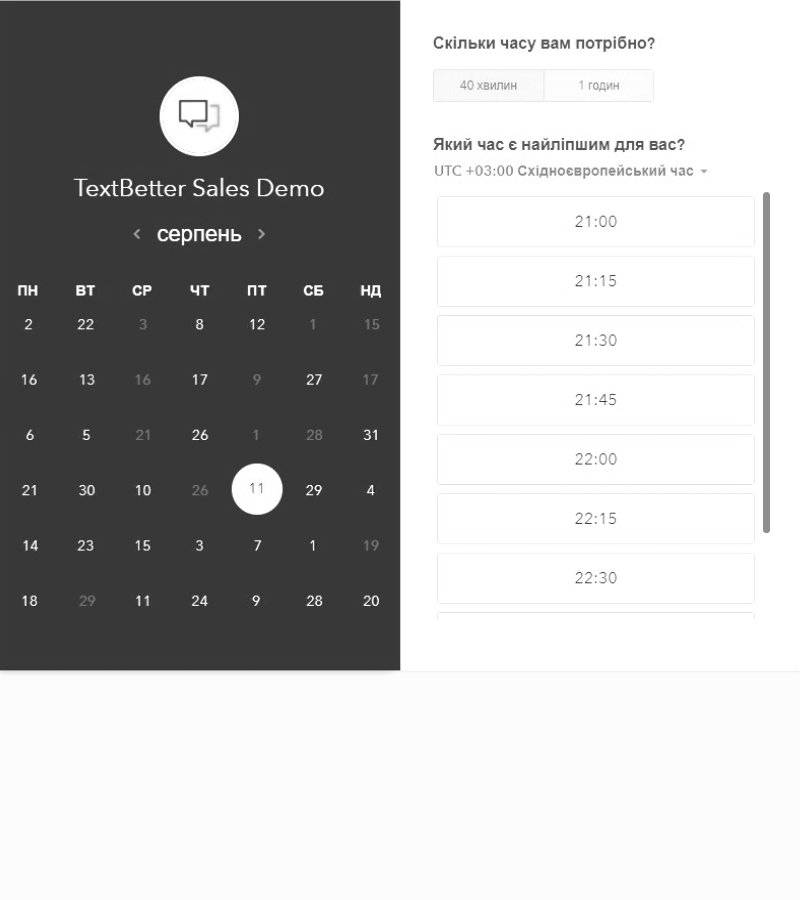 TextBetter Sales Demo
серпень
ПН ВТ СР ЧТ ПТ СБ НД
2 22 3 8 12 1 15
16 13 16 17 9 27 17
6 5 21 26 1 28 31
21 30 10 26 11 29 4
14 23 15 3 7 1 19
18 29 11 24 9 28 20
Скільки часу вам потрібно?
40 хвилин 1 годин
Який час є найліпшим для вас?
UTC +03:00 Східноєвропейський час
21:00
21:15
21:30
21:45
22:00
22:15
22:30